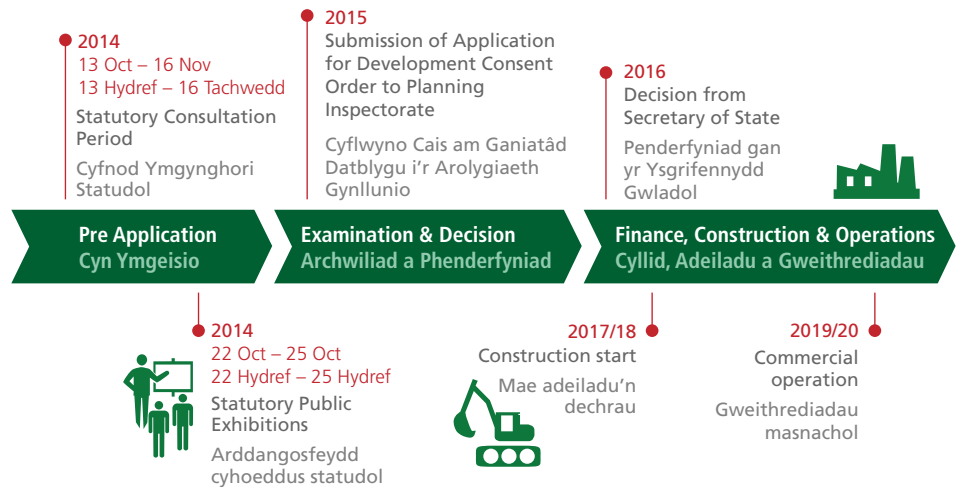 2014
13 Oct – 16 Nov
13 Hydref – 16 Tachwedd
Statutory Consultation
Period
Cyfnod Ymgynghori
Statudol
2015
Submission of Application
for Development Consent
Order to Planning
Inspectorate
Cyflwyno Cais am Ganiatâd
Datblygu i'r Arolygiaeth
Gynllunio
2016
Decision from
Secretary of State
Penderfyniad gan
yr Ysgrifennydd
Gwladol
Pre Application
Cyn Ymgeisio
Examination & Decision
Archwiliad a Phenderfyniad
Finance, Construction & Operations
Cyllid, Adeiladu a Gweithrediadau
2014
22 Oct – 25 Oct
22 Hydref – 25 Hydref
Statutory Public
Exhibitions
Arddangosfeydd
cyhoeddus statudol
2017/18
Construction start
Mae adeiladu'n
dechrau
2019/20
Commercial
operation
Gweithrediadau
masnachol